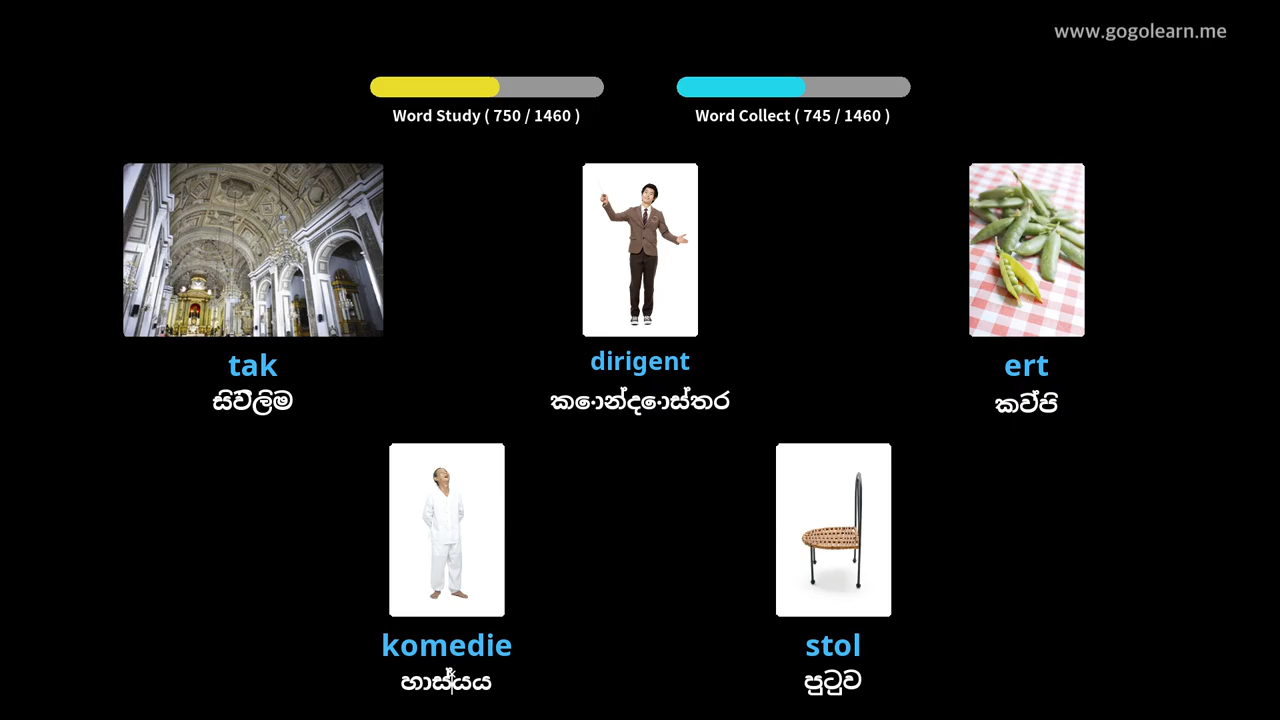 www.gogolearn.me
Word Study ( 750 / 1460 )
Word Collect ( 745 / 1460 )
tak
සිවිලිම
dirigent
කොන්දොස්තර
ert
කව්පි
komedie
හාස්‍යය
stol
පුටුව